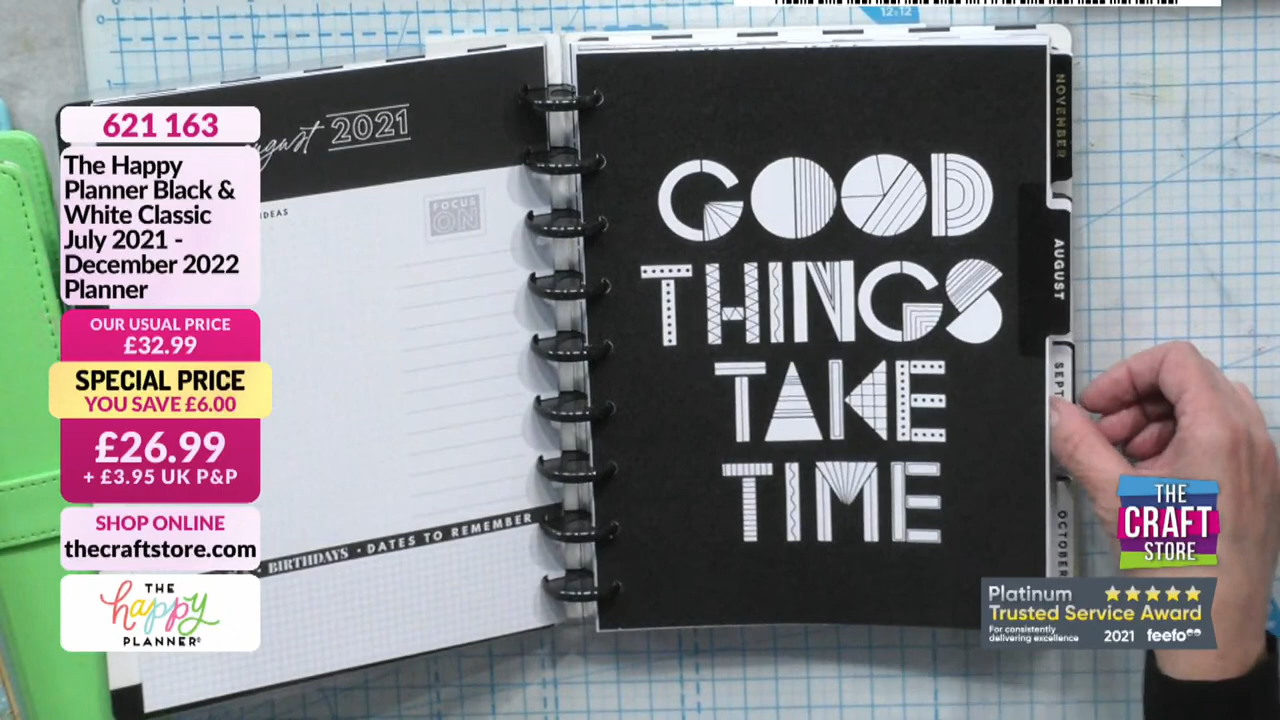 12:12
621 163
The Happy
Planner Black &
White Classic
July 2021 -
December 2022
Planner
OUR USUAL PRICE
£32.99
SPECIAL PRICE
YOU SAVE £6.00
£26.99
+ £3.95 UK P&P
SHOP ONLINE
thecraftstore.com
THE
happy
PLANNER®
2021
IDEAS
FOCUS
ON
BIRTHDAYS • DATES TO REMEMBER
GOOD
THINGS
TAKE
TIME
NOVEMBER
AUGUST
SEPT
OCTOBER
THE
CRAFT
STORE
Platinum
Trusted Service Award
For consistently
delivering excellence
2021 feefo